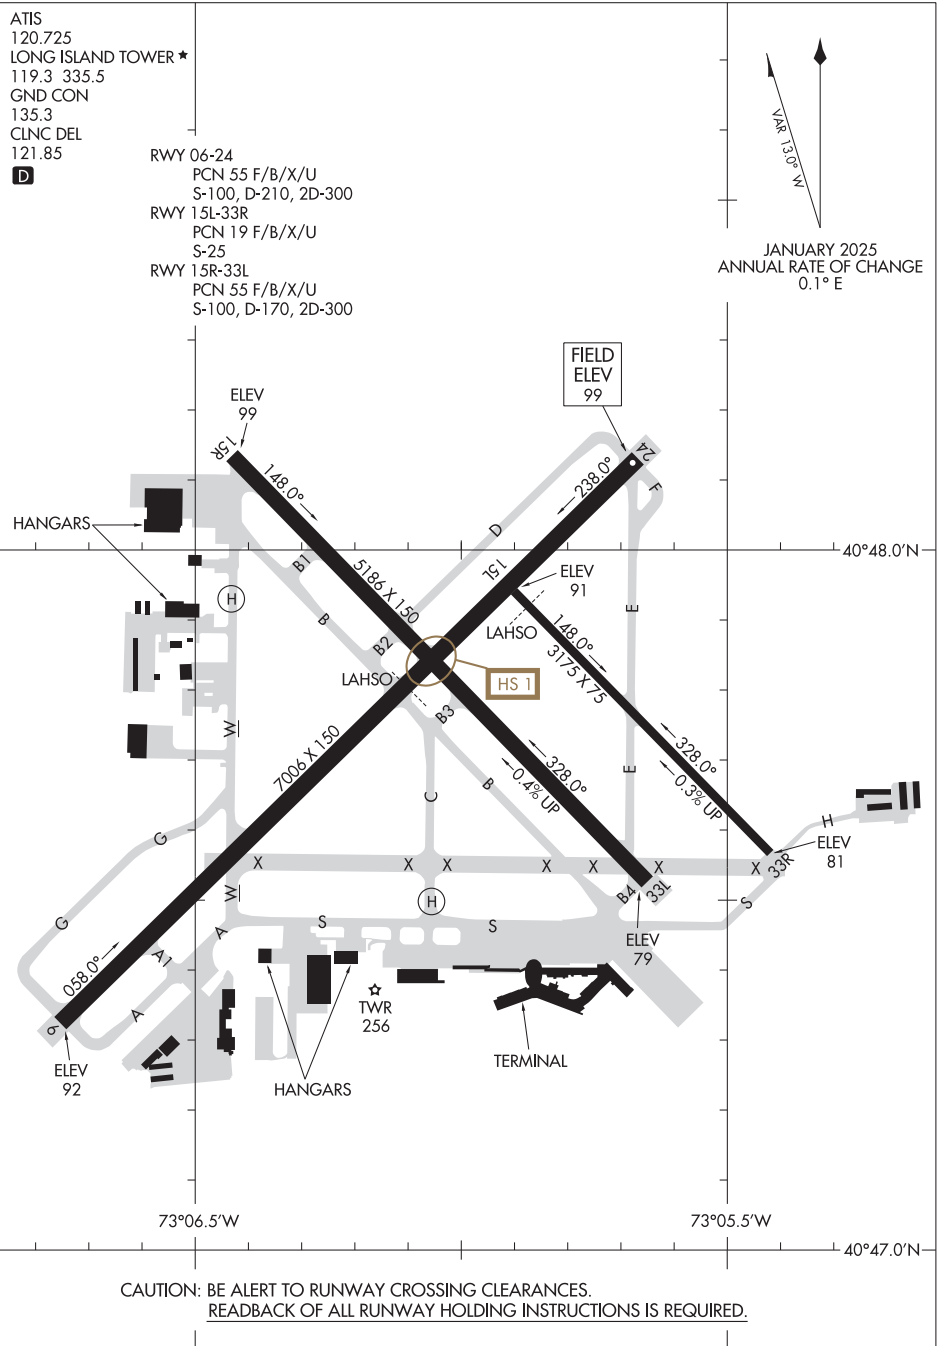 ATIS
120.725
LONG ISLAND TOWER ★
119.3 335.5
GND CON
135.3
CLNC DEL
121.85
D
RWY 06-24
PCN 55 F/B/X/U
S-100, D-210, 2D-300
RWY 15L-33R
PCN 19 F/B/X/U
S-25
RWY 15R-33L
PCN 55 F/B/X/U
S-100, D-170, 2D-300
VAR 13.0° W
JANUARY 2025
ANNUAL RATE OF CHANGE
0.1° E
FIELD
ELEV
99
ELEV
99
15R
24
148.0°
238.0°
F
HANGARS
D
40°48.0'N
B1
5186 X 150
15L
ELEV
91
H
B
E
LAHSO
148.0°
3175 X 75
B2
LAHSO
HS 1
B3
W
7006 X 150
328.0°
0.4% UP
328.0°
0.3% UP
E
C
B
G
H
ELEV
81
X
X
X
X
X
X
X
33R
W
H
B4
33L
S
G
A
S
S
ELEV
79
058.0°
A1
A
TWR
256
6
ELEV
92
HANGARS
TERMINAL
73°06.5'W
73°05.5'W
40°47.0'N
CAUTION: BE ALERT TO RUNWAY CROSSING CLEARANCES.
READBACK OF ALL RUNWAY HOLDING INSTRUCTIONS IS REQUIRED.